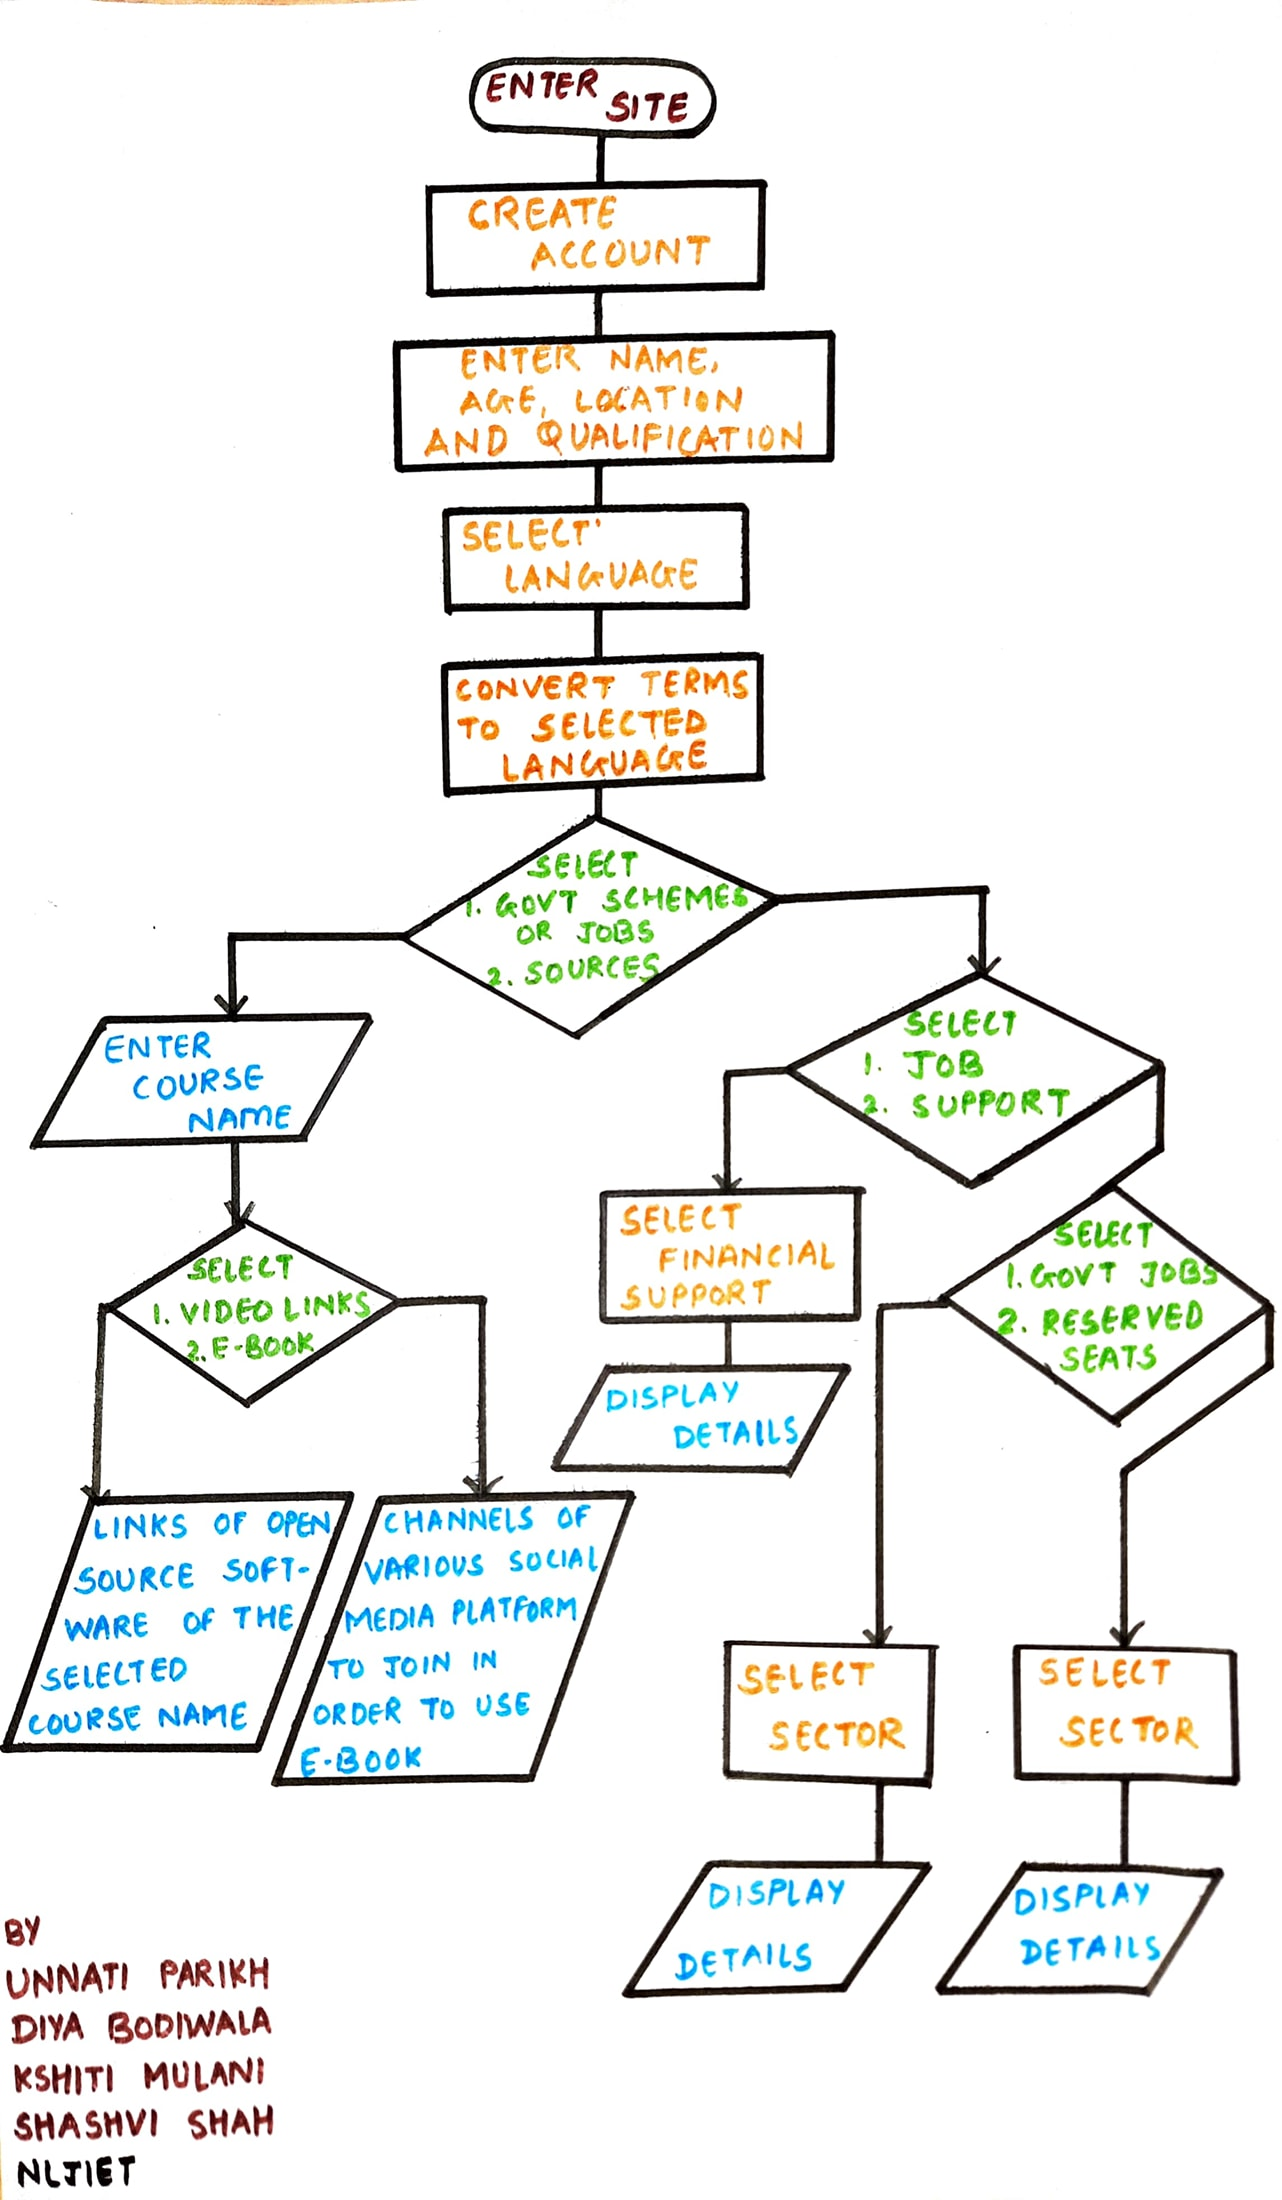 ENTER SITE
CREATE
ACCOUNT
ENTER NAME,
AGE, LOCATION
AND QUALIFICATION
SELECT
LANGUAGE
CONVERT TERMS
TO SELECTED
LANGUAGE
SELECT
1. GOVT SCHEMES
OR JOBS
2. SOURCES
ENTER
COURSE
NAME
SELECT
1. VIDEO LINKS
2. E-BOOK
LINKS OF OPEN
SOURCE SOFT-
WARE OF THE
SELECTED
COURSE NAME
CHANNELS OF
VARIOUS SOCIAL
MEDIA PLATFORM
TO JOIN IN
ORDER TO USE
E-BOOK
SELECT
1. JOB
2. SUPPORT
SELECT
FINANCIAL
SUPPORT
DISPLAY
DETAILS
SELECT
1. GOVT JOBS
2. RESERVED
SEATS
SELECT
SECTOR
DISPLAY
DETAILS
SELECT
SECTOR
DISPLAY
DETAILS
BY
UNNATI PARIKH
DIYA BODIWALA
KSHITI MULANI
SHASHVI SHAH
NLJIET